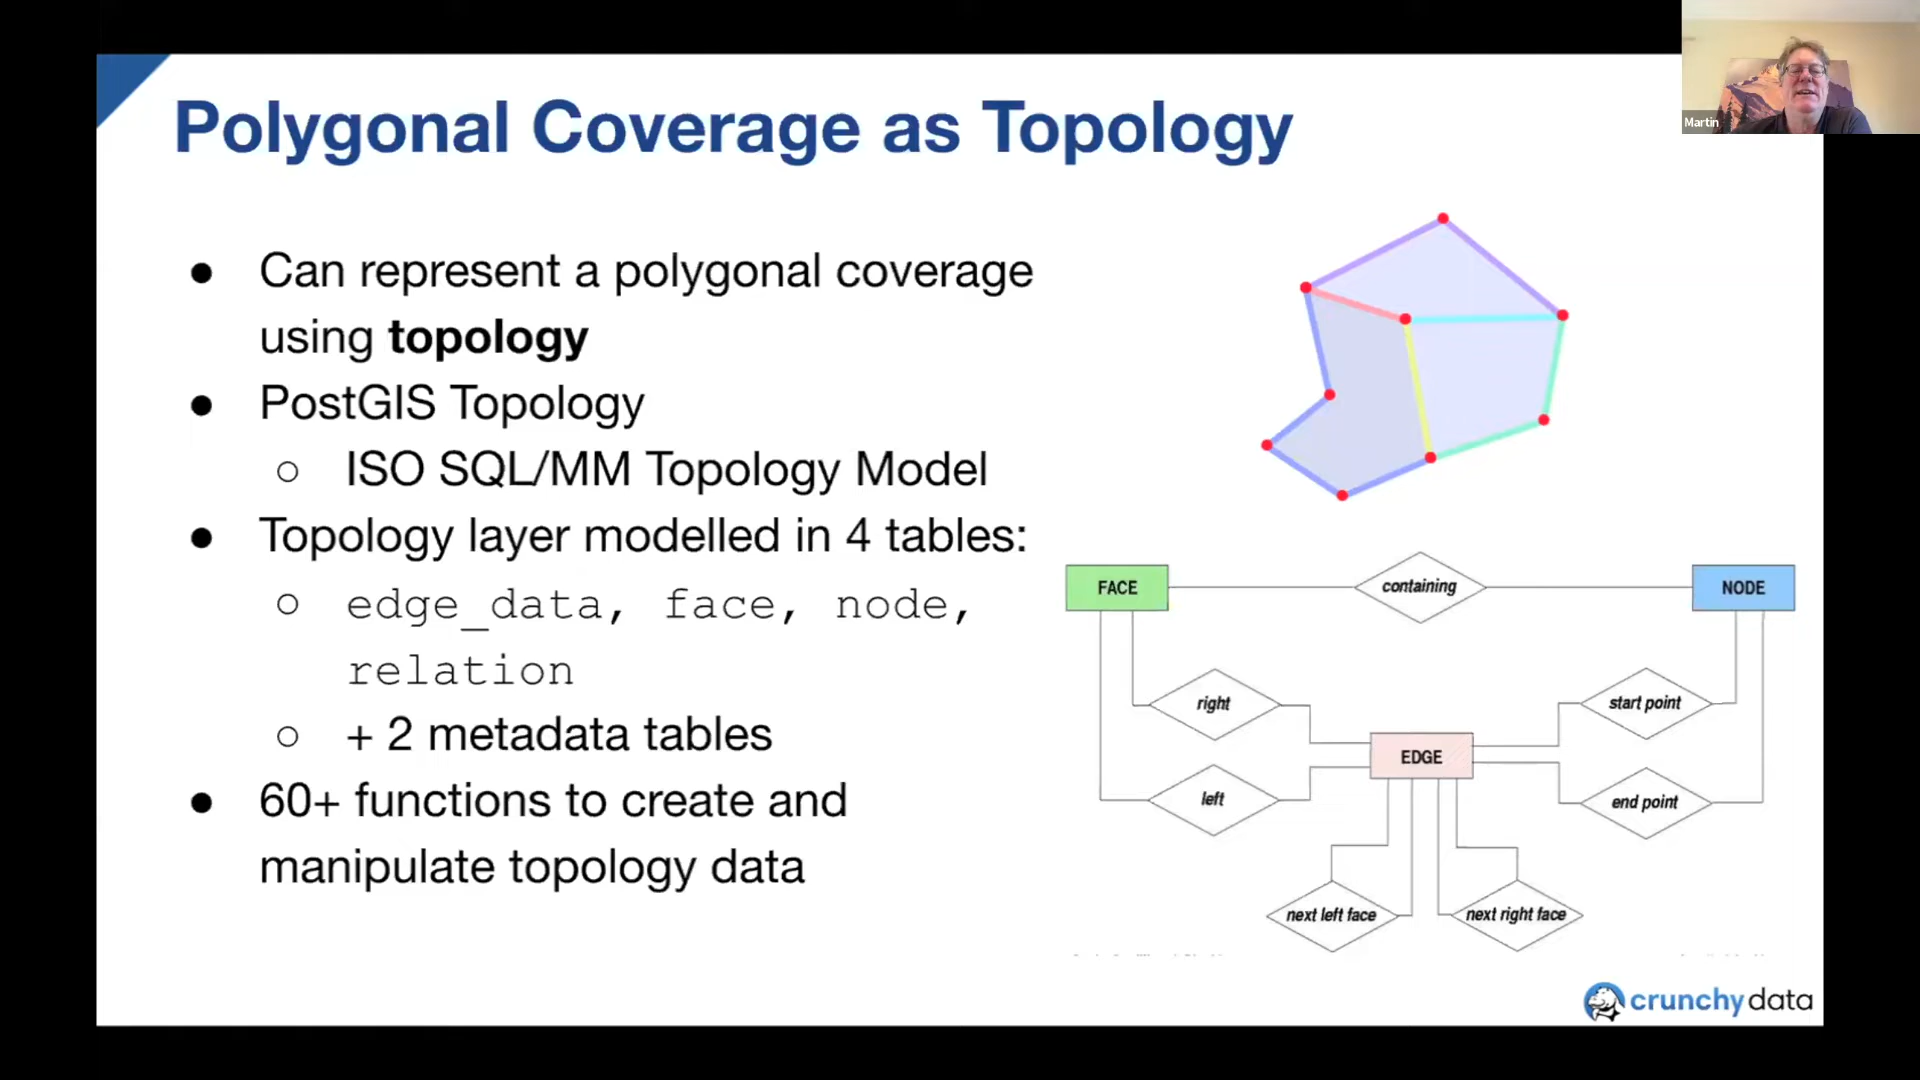 Martin
Polygonal Coverage as Topology
● Can represent a polygonal coverage
using topology
● PostGIS Topology
○ ISO SQL/MM Topology Model
● Topology layer modelled in 4 tables:
○ edge_data, face, node,
relation
○ + 2 metadata tables
● 60+ functions to create and
manipulate topology data
FACE
containing
NODE
right
start point
EDGE
left
end point
next left face
next right face
crunchy data